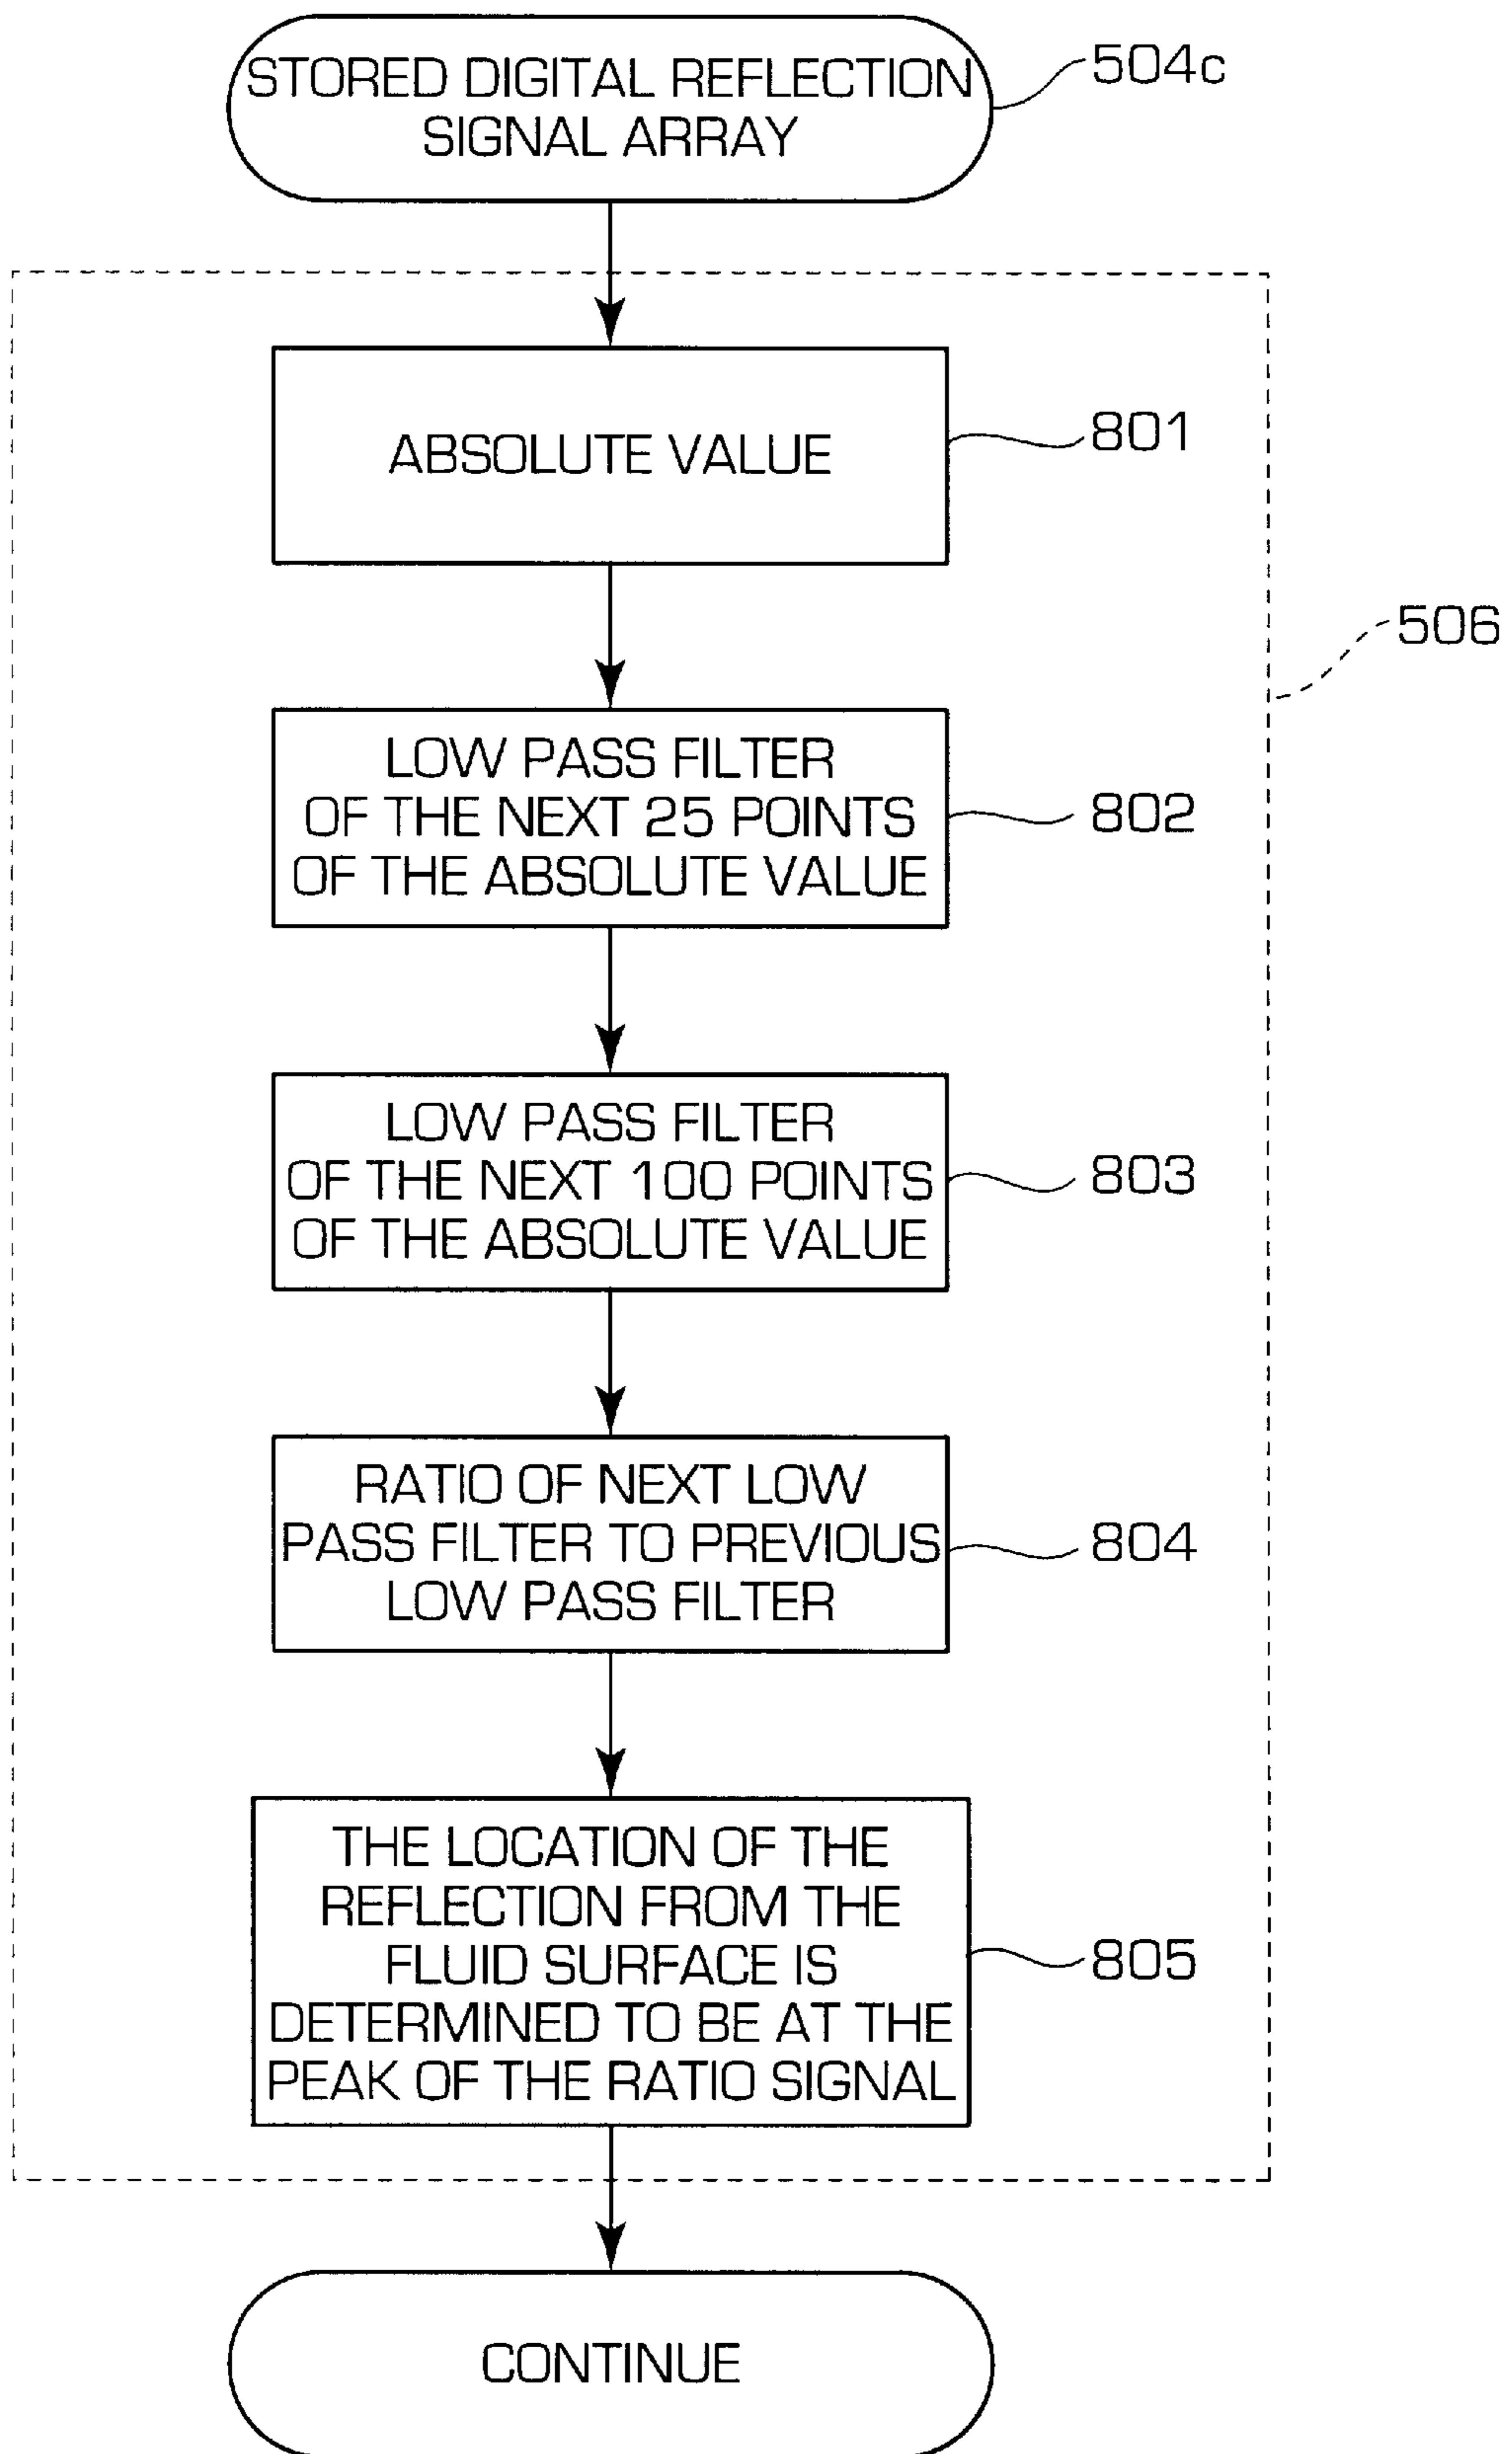 STORED DIGITAL REFLECTION
SIGNAL ARRAY
504c
ABSOLUTE VALUE
801
506
LOW PASS FILTER
OF THE NEXT 25 POINTS
OF THE ABSOLUTE VALUE
802
LOW PASS FILTER
OF THE NEXT 100 POINTS
OF THE ABSOLUTE VALUE
803
RATIO OF NEXT LOW
PASS FILTER TO PREVIOUS
LOW PASS FILTER
804
THE LOCATION OF THE
REFLECTION FROM THE
FLUID SURFACE IS
DETERMINED TO BE AT THE
PEAK OF THE RATIO SIGNAL
805
CONTINUE